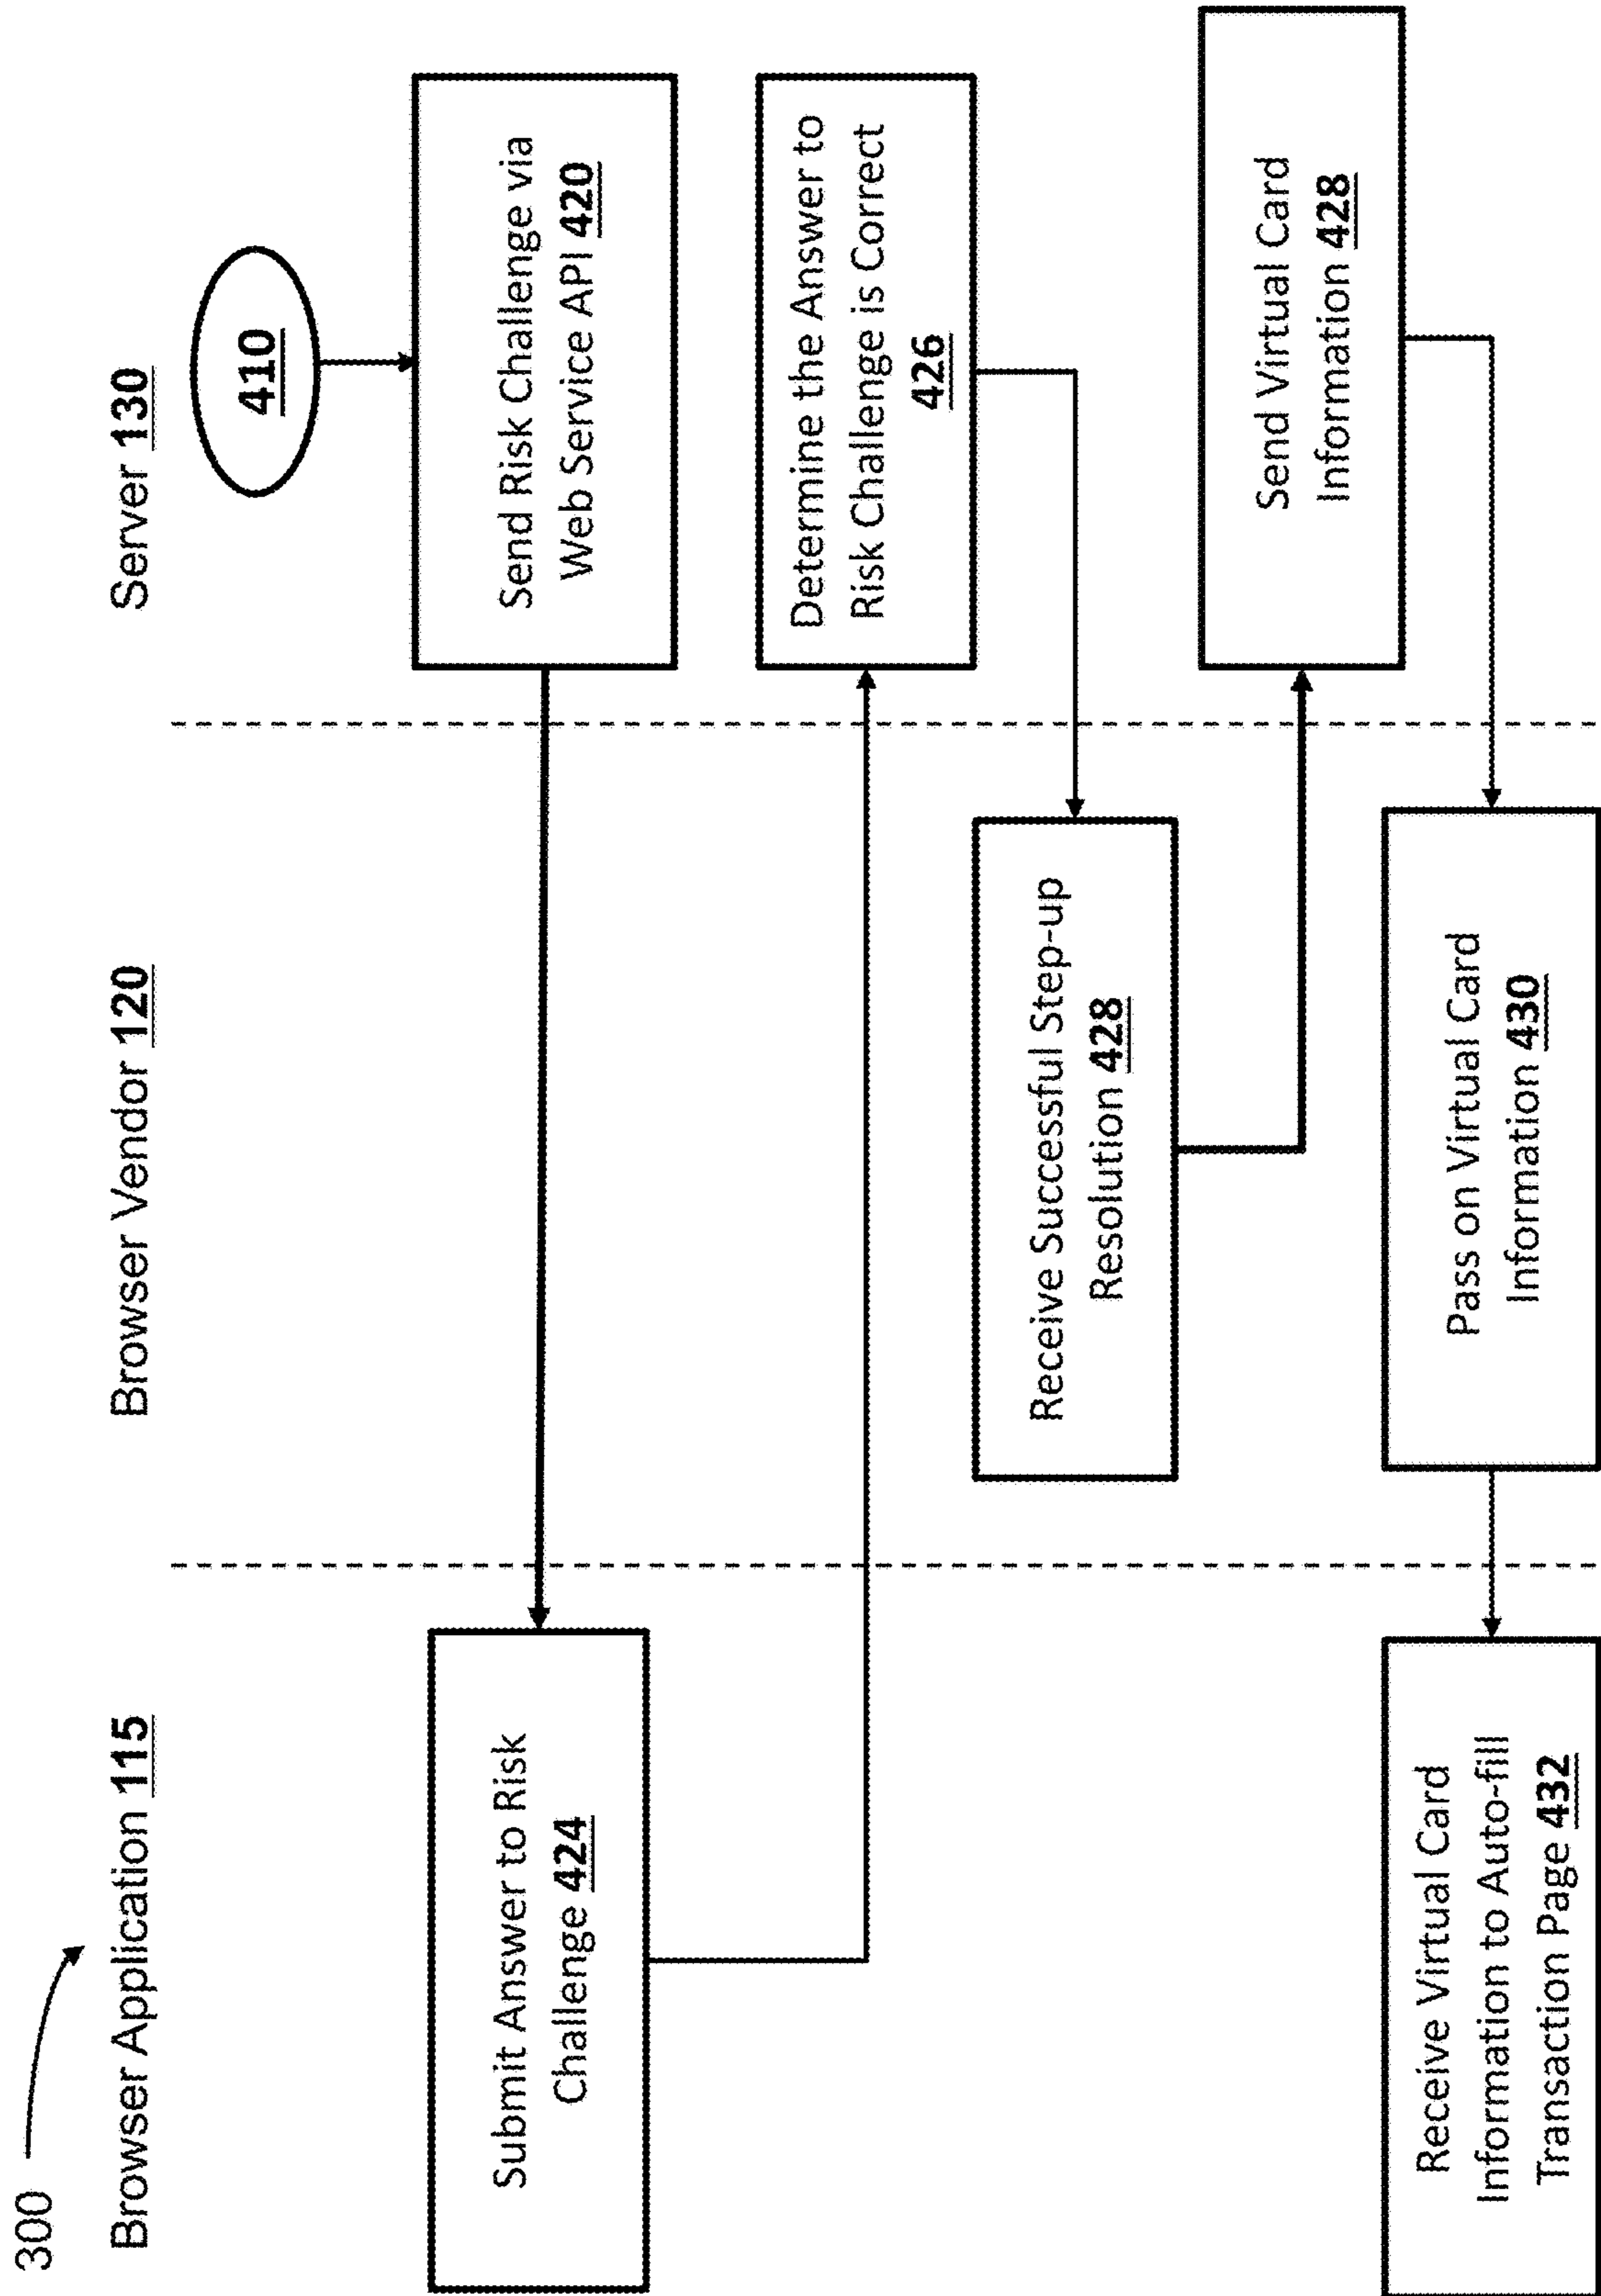 300
Browser Application 115
Browser Vendor 120
Server 130
410
Send Risk Challenge via
Web Service API 420
Submit Answer to Risk
Challenge 424
Determine the Answer to
Risk Challenge is Correct
426
Receive Successful Step-up
Resolution 428
Send Virtual Card
Information 428
Pass on Virtual Card
Information 430
Receive Virtual Card
Information to Auto-fill
Transaction Page 432